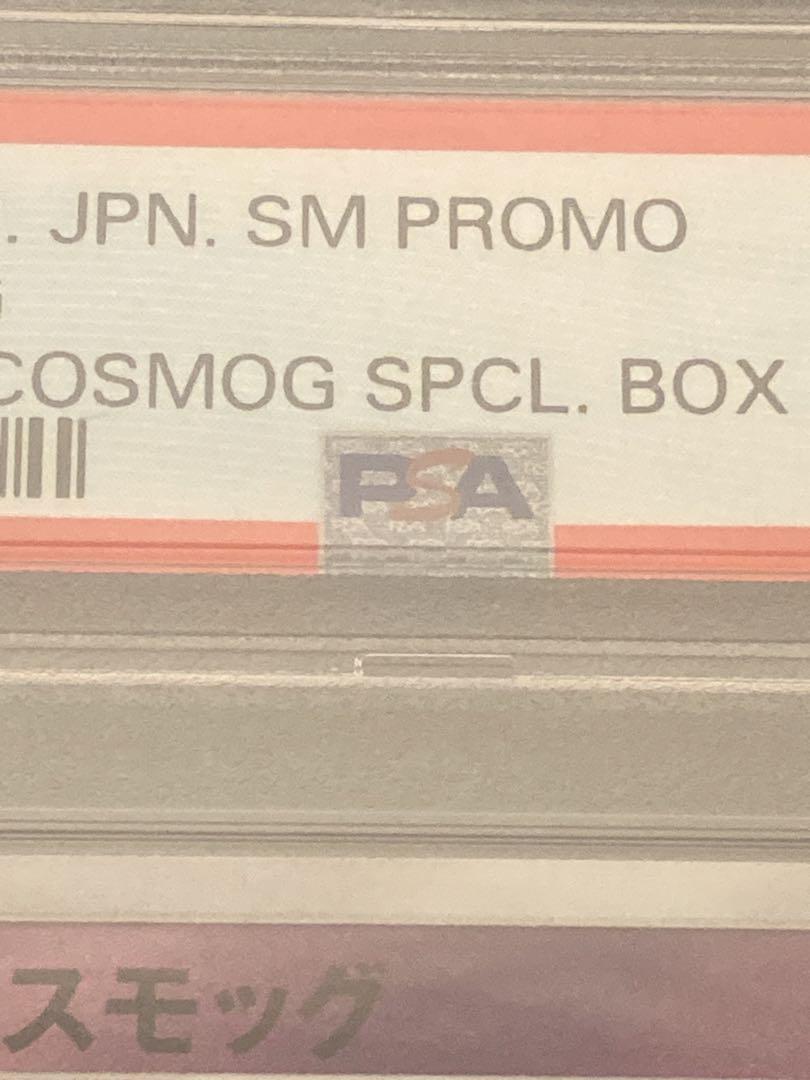 . JPN. SM PROMO
COSMOG SPCL. BOX
PSA
スモッグ